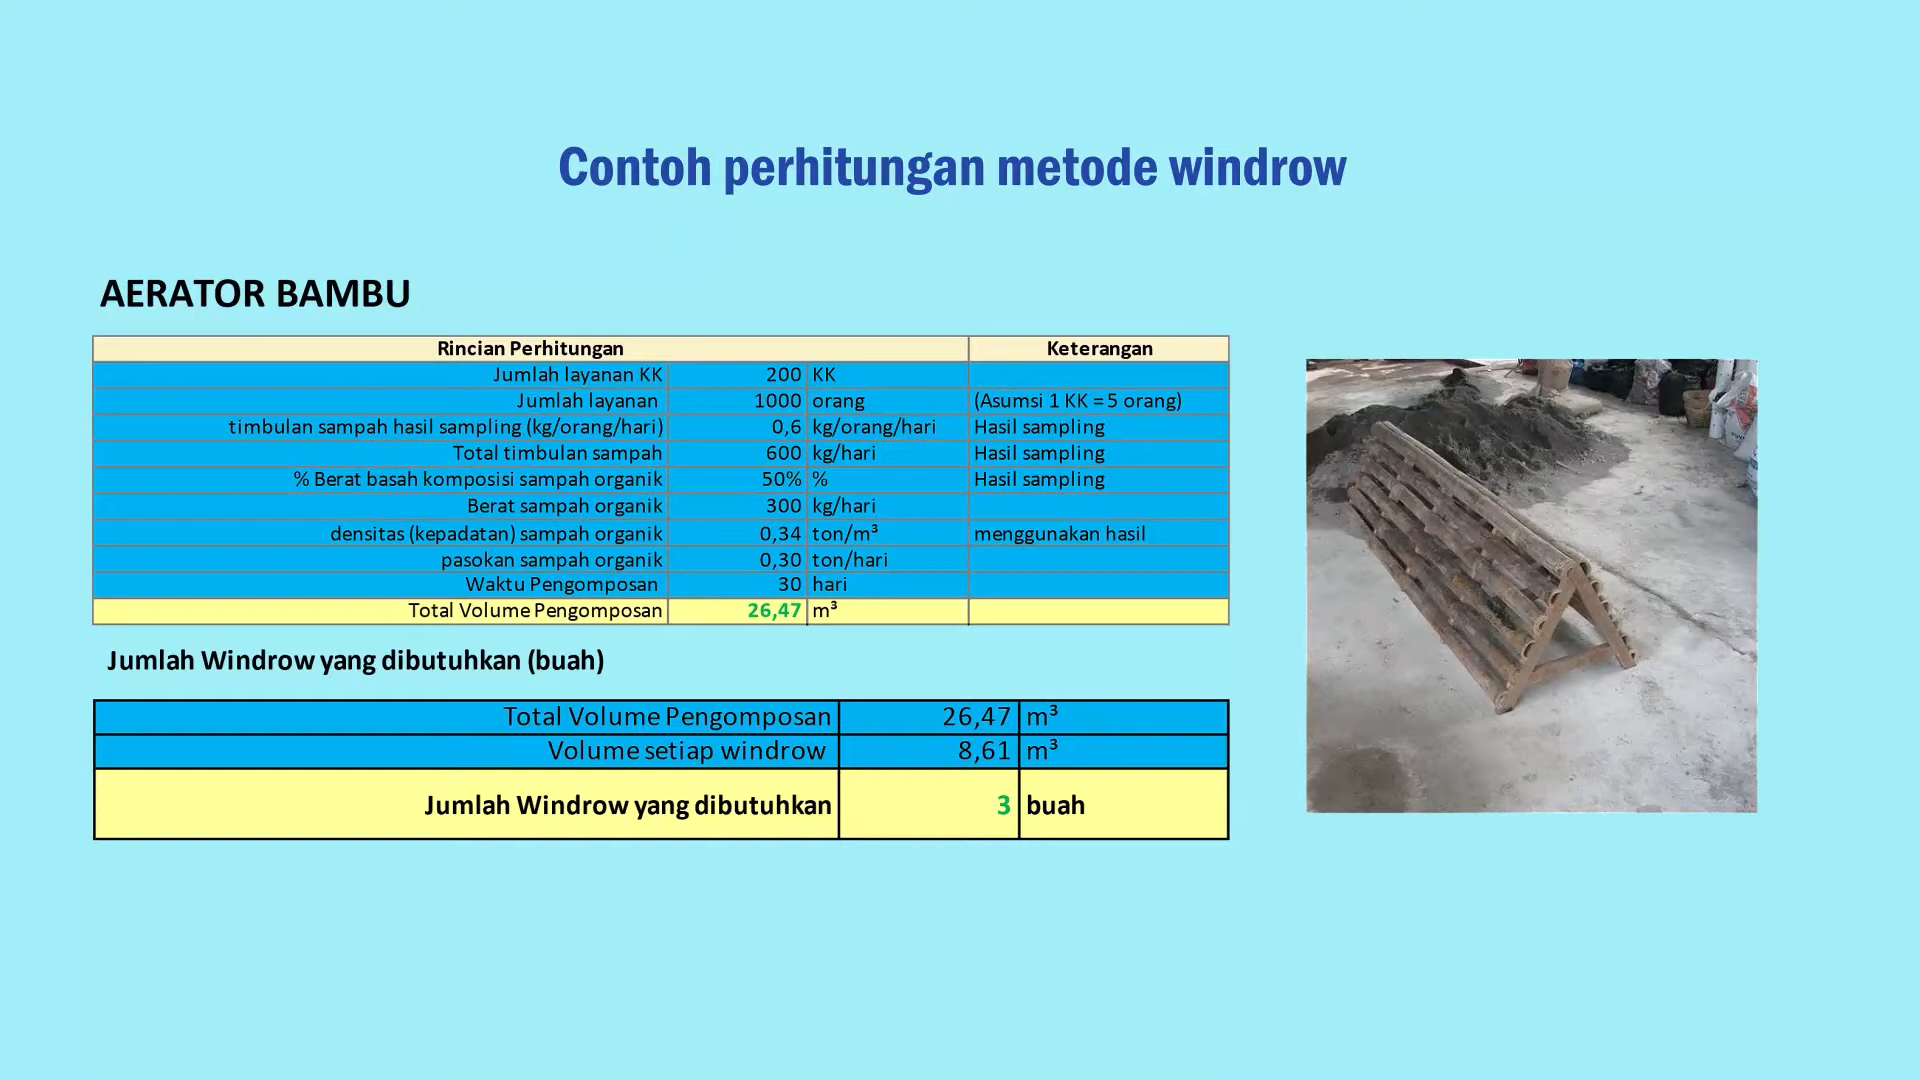 Contoh perhitungan metode windrow
AERATOR BAMBU
Rincian Perhitungan Keterangan
Jumlah layanan KK 200 KK
Jumlah layanan 1000 orang (Asumsi 1 KK = 5 orang)
timbulan sampah hasil sampling (kg/orang/hari) 0,6 kg/orang/hari Hasil sampling
Total timbulan sampah 600 kg/hari Hasil sampling
% Berat basah komposisi sampah organik 50% % Hasil sampling
Berat sampah organik 300 kg/hari
densitas (kepadatan) sampah organik 0,34 ton/m³ menggunakan hasil
pasokan sampah organik 0,30 ton/hari
Waktu Pengomposan 30 hari
Total Volume Pengomposan 26,47 m³
Jumlah Windrow yang dibutuhkan (buah)
Total Volume Pengomposan 26,47 m³
Volume setiap windrow 8,61 m³
Jumlah Windrow yang dibutuhkan 3 buah